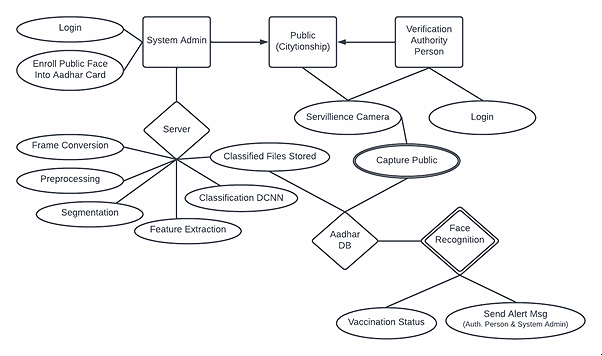 Login
System Admin
Public
(Citytionship)
Verification
Authority
Person
Enroll Public Face
Into Aadhar Card
Servillience Camera
Login
Server
Frame Conversion
Classified Files Stored
Capture Public
Preprocessing
Classification DCNN
Segmentation
Feature Extraction
Aadhar
DB
Face
Recognition
Vaccination Status
Send Alert Msg
(Auth. Person & System Admin)